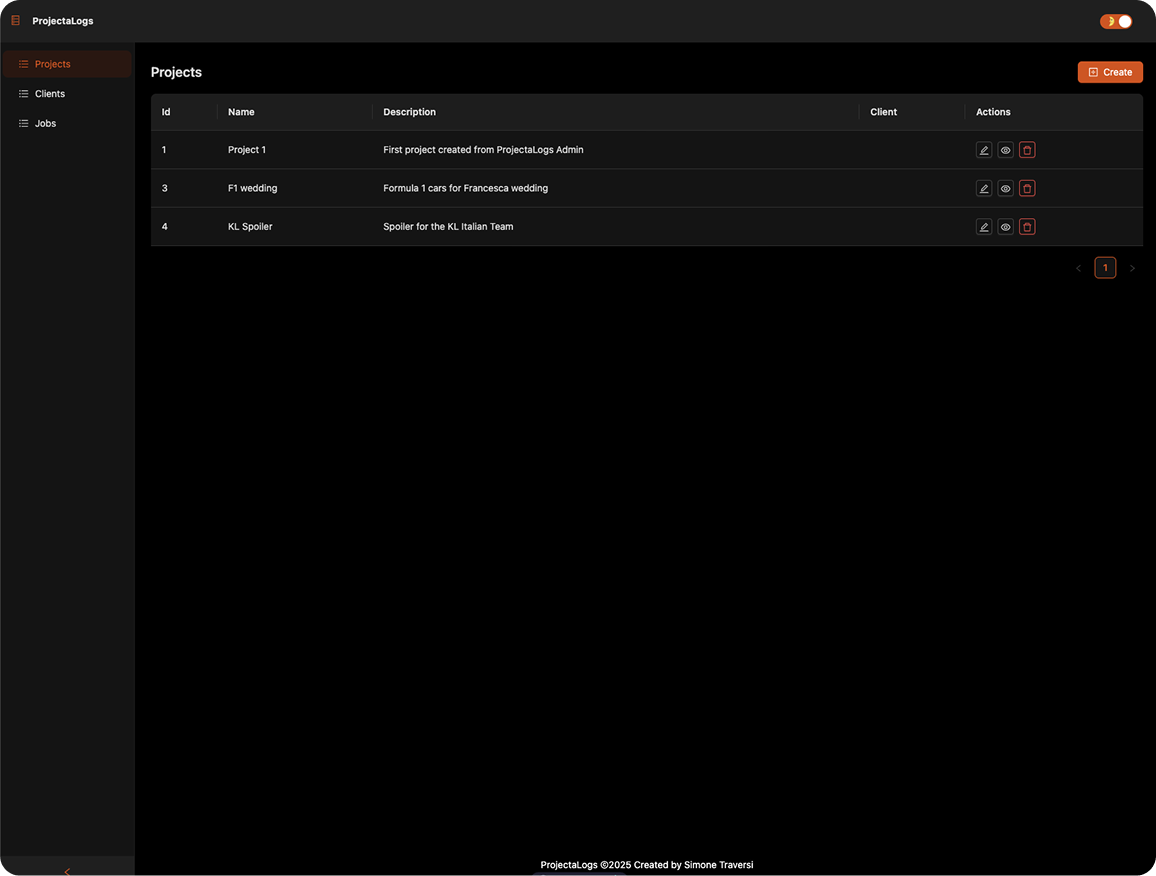 ProjectaLogs
Projects
Clients
Jobs
Projects
Create
Id Name Description Client Actions
1 Project 1 First project created from ProjectaLogs Admin
3 F1 wedding Formula 1 cars for Francesca wedding
4 KL Spoiler Spoiler for the KL Italian Team
< 1 >
ProjectaLogs ©2025 Created by Simone Traversi